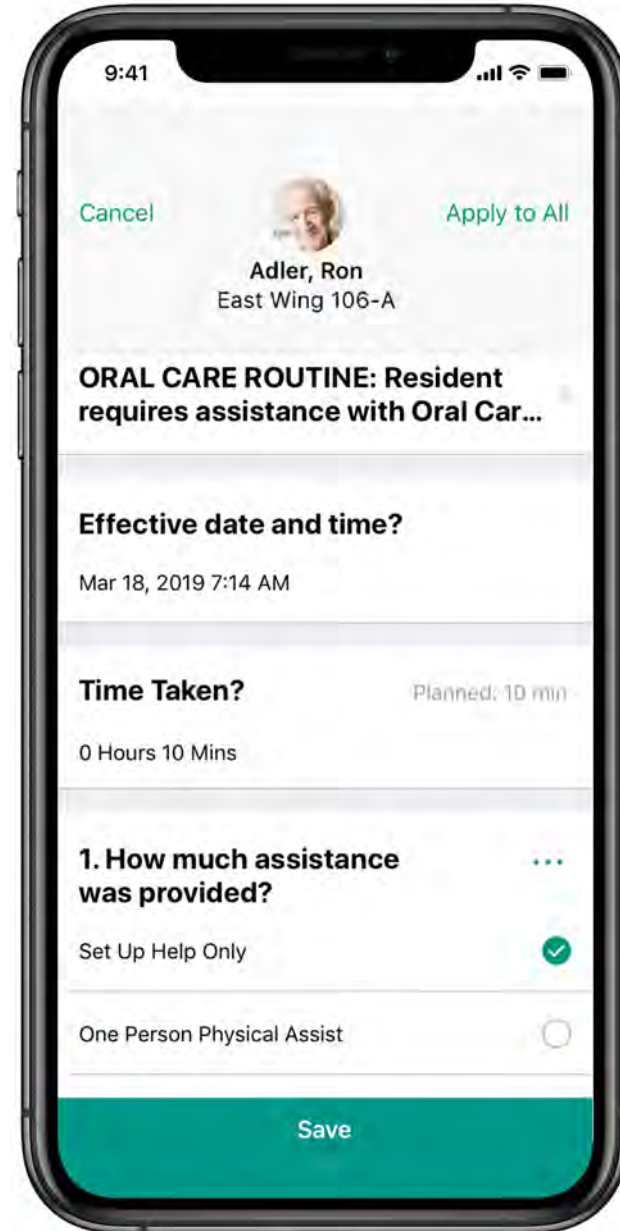 9:41
Cancel
Apply to All
Adler, Ron
East Wing 106-A
ORAL CARE ROUTINE: Resident
requires assistance with Oral Car...
Effective date and time?
Mar 18, 2019 7:14 AM
Time Taken?
Planned: 10 min
0 Hours 10 Mins
1. How much assistance
was provided?
...
Set Up Help Only
One Person Physical Assist
Save